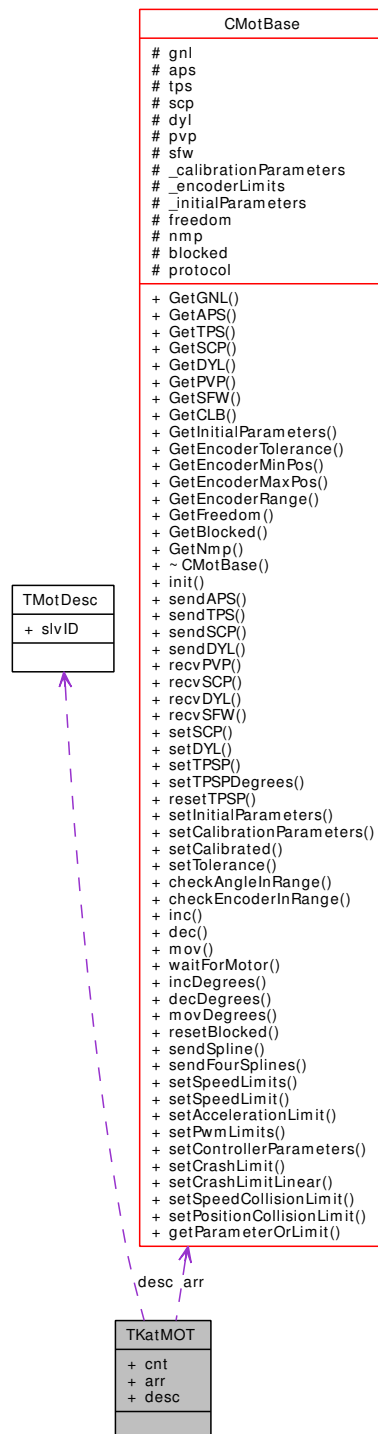 CMotBase
# gnl
# aps
# tps
# scp
# dyl
# pvp
# sfw
# _calibrationParameters
# _encoderLimits
# _initialParameters
# freedom
# nmp
# blocked
# protocol
+ GetGNL()
+ GetAPS()
+ GetTPS()
+ GetSCP()
+ GetDYL()
+ GetPVP()
+ GetSFW()
+ GetCLB()
+ GetInitialParameters()
+ GetEncoderTolerance()
+ GetEncoderMinPos()
+ GetEncoderMaxPos()
+ GetEncoderRange()
+ GetFreedom()
+ GetBlocked()
+ GetNmp()
+ ~CMotBase()
+ init()
+ sendAPS()
+ sendTPS()
+ sendSCP()
+ sendDYL()
+ recvPVP()
+ recvSCP()
+ recvDYL()
+ recvSFW()
+ setSCP()
+ setDYL()
+ setTPSP()
+ setTPSPDegrees()
+ resetTPSP()
+ setInitialParameters()
+ setCalibrationParameters()
+ setCalibrated()
+ setTolerance()
+ checkAngleInRange()
+ checkEncoderInRange()
+ inc()
+ dec()
+ mov()
+ waitForMotor()
+ incDegrees()
+ decDegrees()
+ movDegrees()
+ resetBlocked()
+ sendSpline()
+ sendFourSplines()
+ setSpeedLimits()
+ setSpeedLimit()
+ setAccelerationLimit()
+ setPwmLimits()
+ setControllerParameters()
+ setCrashLimit()
+ setCrashLimitLinear()
+ setSpeedCollisionLimit()
+ setPositionCollisionLimit()
+ getParameterOrLimit()
TMotDesc
+ slvID
desc arr
TKatMOT
+ cnt
+ arr
+ desc